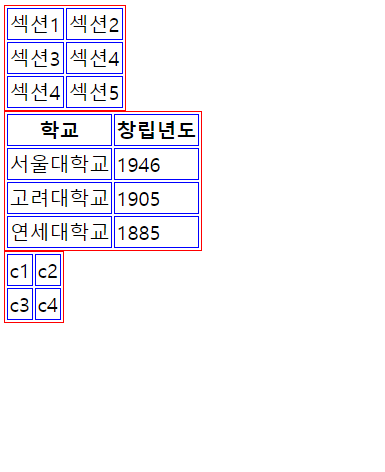 섹션1 섹션2
섹션3 섹션4
섹션4 섹션5
학교 창립년도
서울대학교 1946
고려대학교 1905
연세대학교 1885
c1 c2
c3 c4